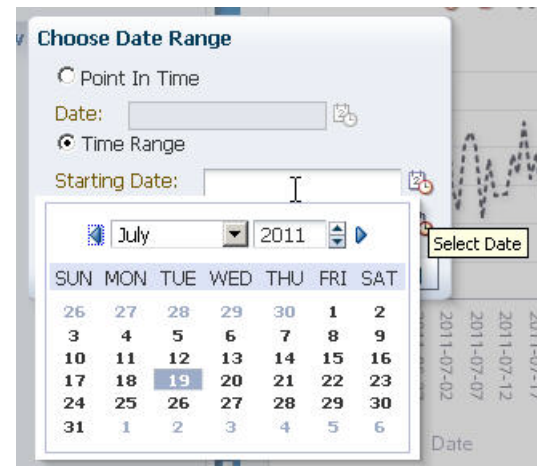 Choose Date Range
Point In Time
Date:
Time Range
Starting Date:
July 2011
Select Date
SUN MON TUE WED THU FRI SAT
26 27 28 29 30 1 2
3 4 5 6 7 8 9
10 11 12 13 14 15 16
17 18 19 20 21 22 23
24 25 26 27 28 29 30
31 1 2 3 4 5 6
2011-07-02
2011-07-07
2011-07-12
Date